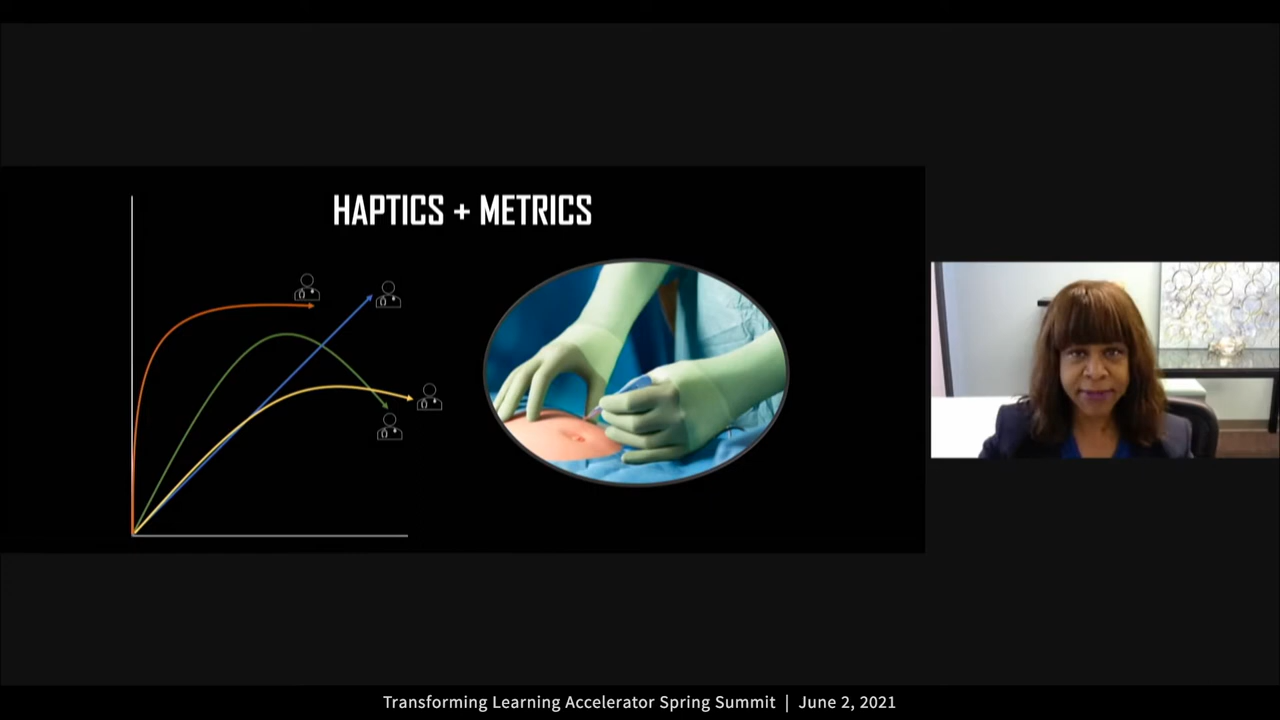 HAPTICS + METRICS
Transforming Learning Accelerator Spring Summit | June 2, 2021